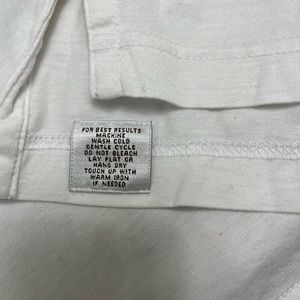 FOR BEST RESULTS
MACHINE
WASH COLD
GENTLE CYCLE
DO NOT BLEACH
LAY FLAT OR
HANG DRY
TOUCH UP WITH
WARM IRON
IF NEEDED